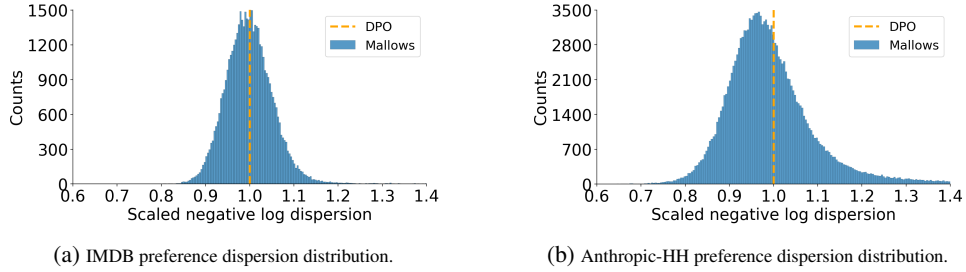 1500
1200
900
600
300
0
Counts
0.6 0.7 0.8 0.9 1.0 1.1 1.2 1.3 1.4
Scaled negative log dispersion
DPO
Mallows
(a) IMDB preference dispersion distribution.
3500
2800
2100
1400
700
0
Counts
0.6 0.7 0.8 0.9 1.0 1.1 1.2 1.3 1.4
Scaled negative log dispersion
DPO
Mallows
(b) Anthropic-HH preference dispersion distribution.